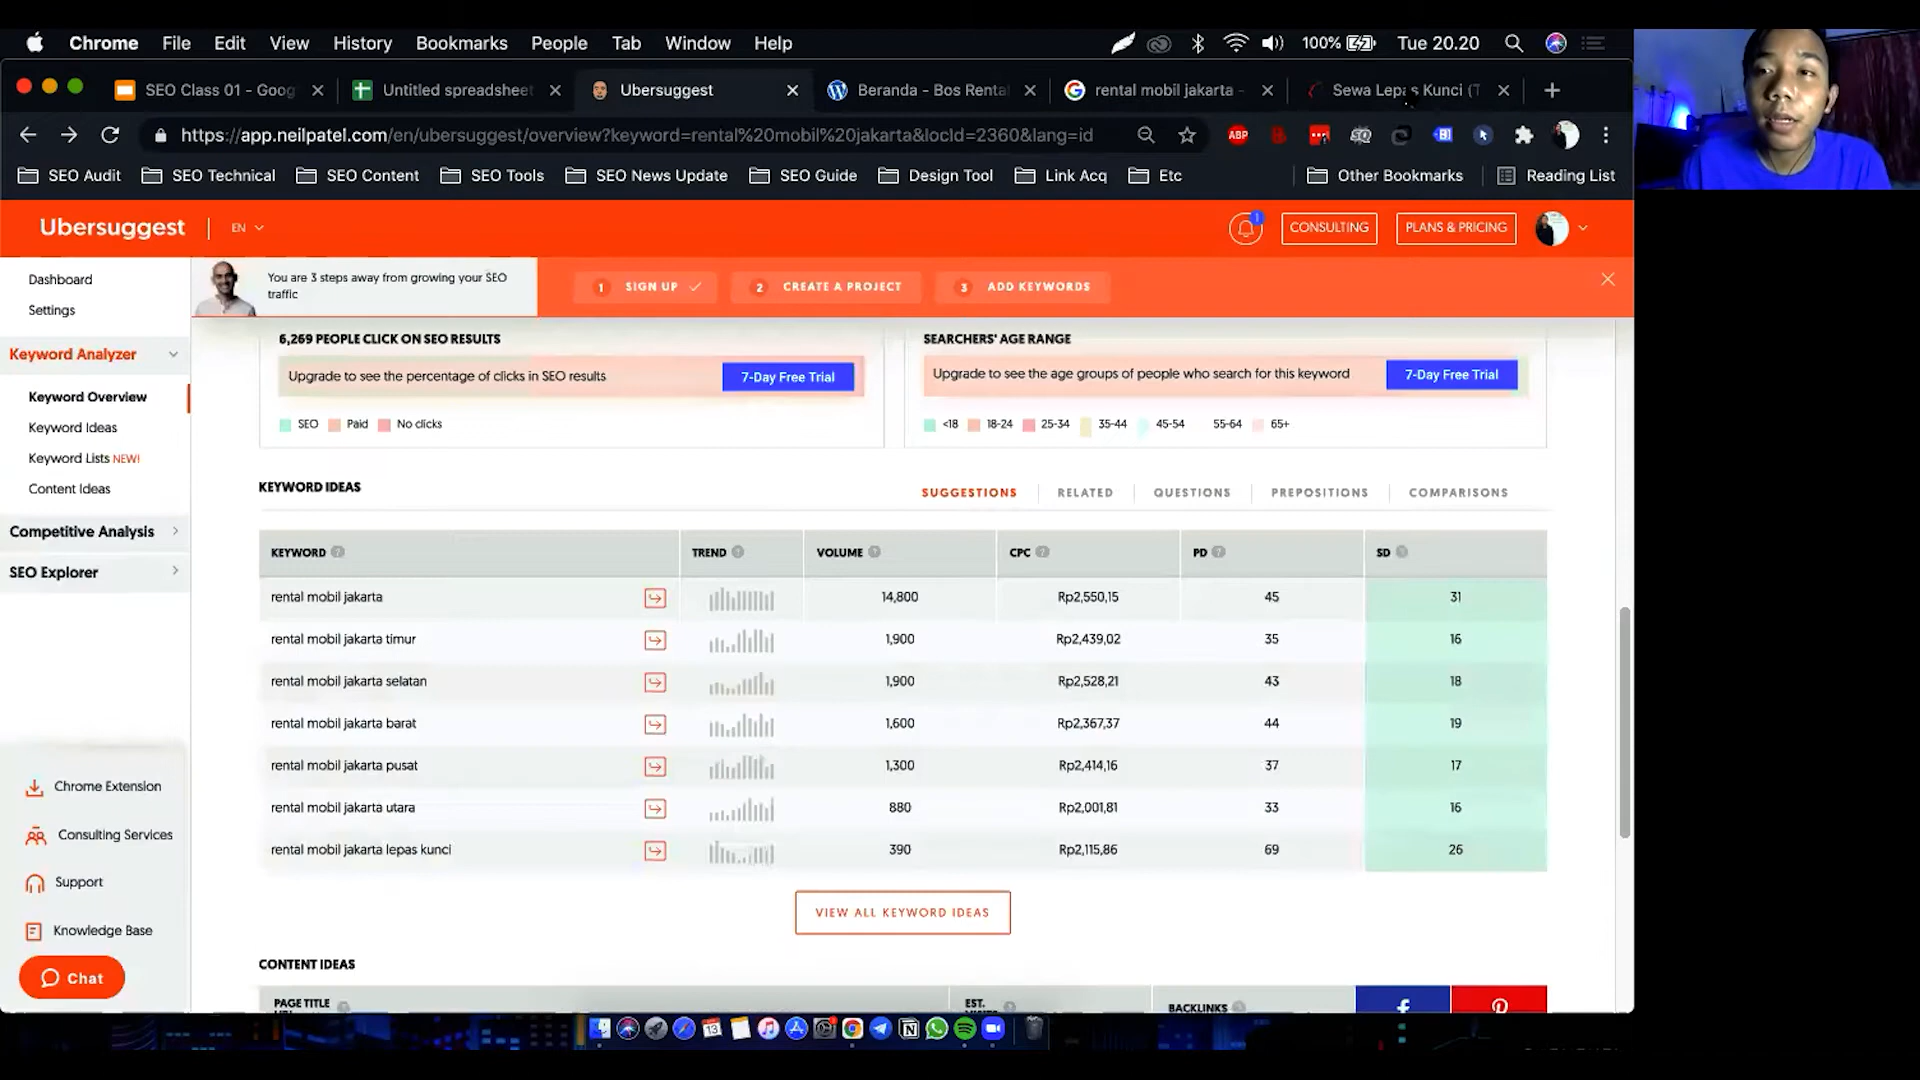 Chrome File Edit View History Bookmarks People Tab Window Help 100% Tue 20.20
SEO Class 01 - Goog Untitled spreadsheet Ubersuggest Beranda - Bos Renta rental mobil jakarta - Sewa Lepas Kunci (T
https://app.neilpatel.com/en/ubersuggest/overview?keyword=rental%20mobil%20jakarta&locId=2360&lang=id ABP
SEO Audit SEO Technical SEO Content SEO Tools SEO News Update SEO Guide Design Tool Link Acq Etc Other Bookmarks Reading List
Ubersuggest EN 1 CONSULTING PLANS & PRICING
Dashboard
Settings
Keyword Analyzer
Keyword Overview
Keyword Ideas
Keyword Lists NEW!
Content Ideas
Competitive Analysis
SEO Explorer
Chrome Extension
Consulting Services
Support
Knowledge Base
Chat
You are 3 steps away from growing your SEO
traffic
1 SIGN UP 2 CREATE A PROJECT 3 ADD KEYWORDS
6,269 PEOPLE CLICK ON SEO RESULTS
Upgrade to see the percentage of clicks in SEO results 7-Day Free Trial
SEO Paid No clicks
SEARCHERS' AGE RANGE
Upgrade to see the age groups of people who search for this keyword 7-Day Free Trial
<18 18-24 25-34 35-44 45-54 55-64 65+
KEYWORD IDEAS SUGGESTIONS RELATED QUESTIONS PREPOSITIONS COMPARISONS
KEYWORD TREND VOLUME CPC PD SD
rental mobil jakarta 14,800 Rp2,550,15 45 31
rental mobil jakarta timur 1,900 Rp2,439,02 35 16
rental mobil jakarta selatan 1,900 Rp2,528,21 43 18
rental mobil jakarta barat 1,600 Rp2,367,37 44 19
rental mobil jakarta pusat 1,300 Rp2,414,16 37 17
rental mobil jakarta utara 880 Rp2,001,81 33 16
rental mobil jakarta lepas kunci 390 Rp2,115,86 69 26
VIEW ALL KEYWORD IDEAS
CONTENT IDEAS
PAGE TITLE EST. BACKLINKS
13